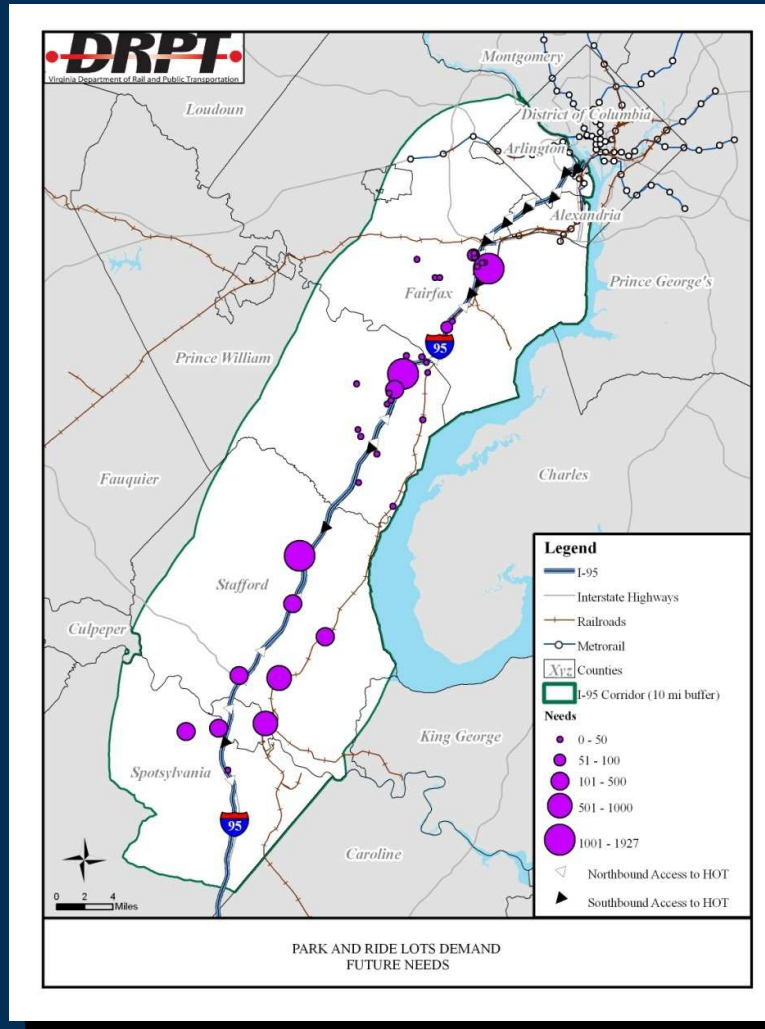 DRPT
Virginia Department of Rail and Public Transportation
Montgomery
Loudoun
District of Columbia
Arlington
Alexandria
Prince George's
Fairfax
95
Prince William
Fauquier
Charles
Stafford
Culpeper
King George
Spotsylvania
95
Caroline
0 2 4
Miles
Legend
I-95
Interstate Highways
Railroads
Metrorail
Xyz Counties
I-95 Corridor (10 mi buffer)
Needs
0 - 50
51 - 100
101 - 500
501 - 1000
1001 - 1927
Northbound Access to HOT
Southbound Access to HOT
PARK AND RIDE LOTS DEMAND
FUTURE NEEDS